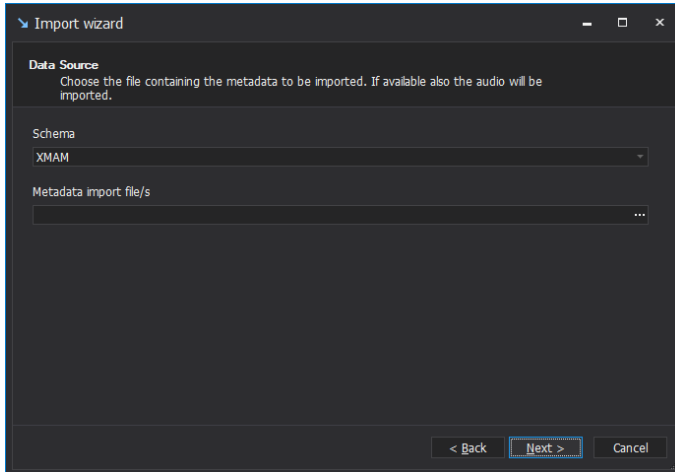 Import wizard
Data Source
Choose the file containing the metadata to be imported. If available also the audio will be
imported.
Schema
XMAM
Metadata import file/s
...
< Back
Next >
Cancel